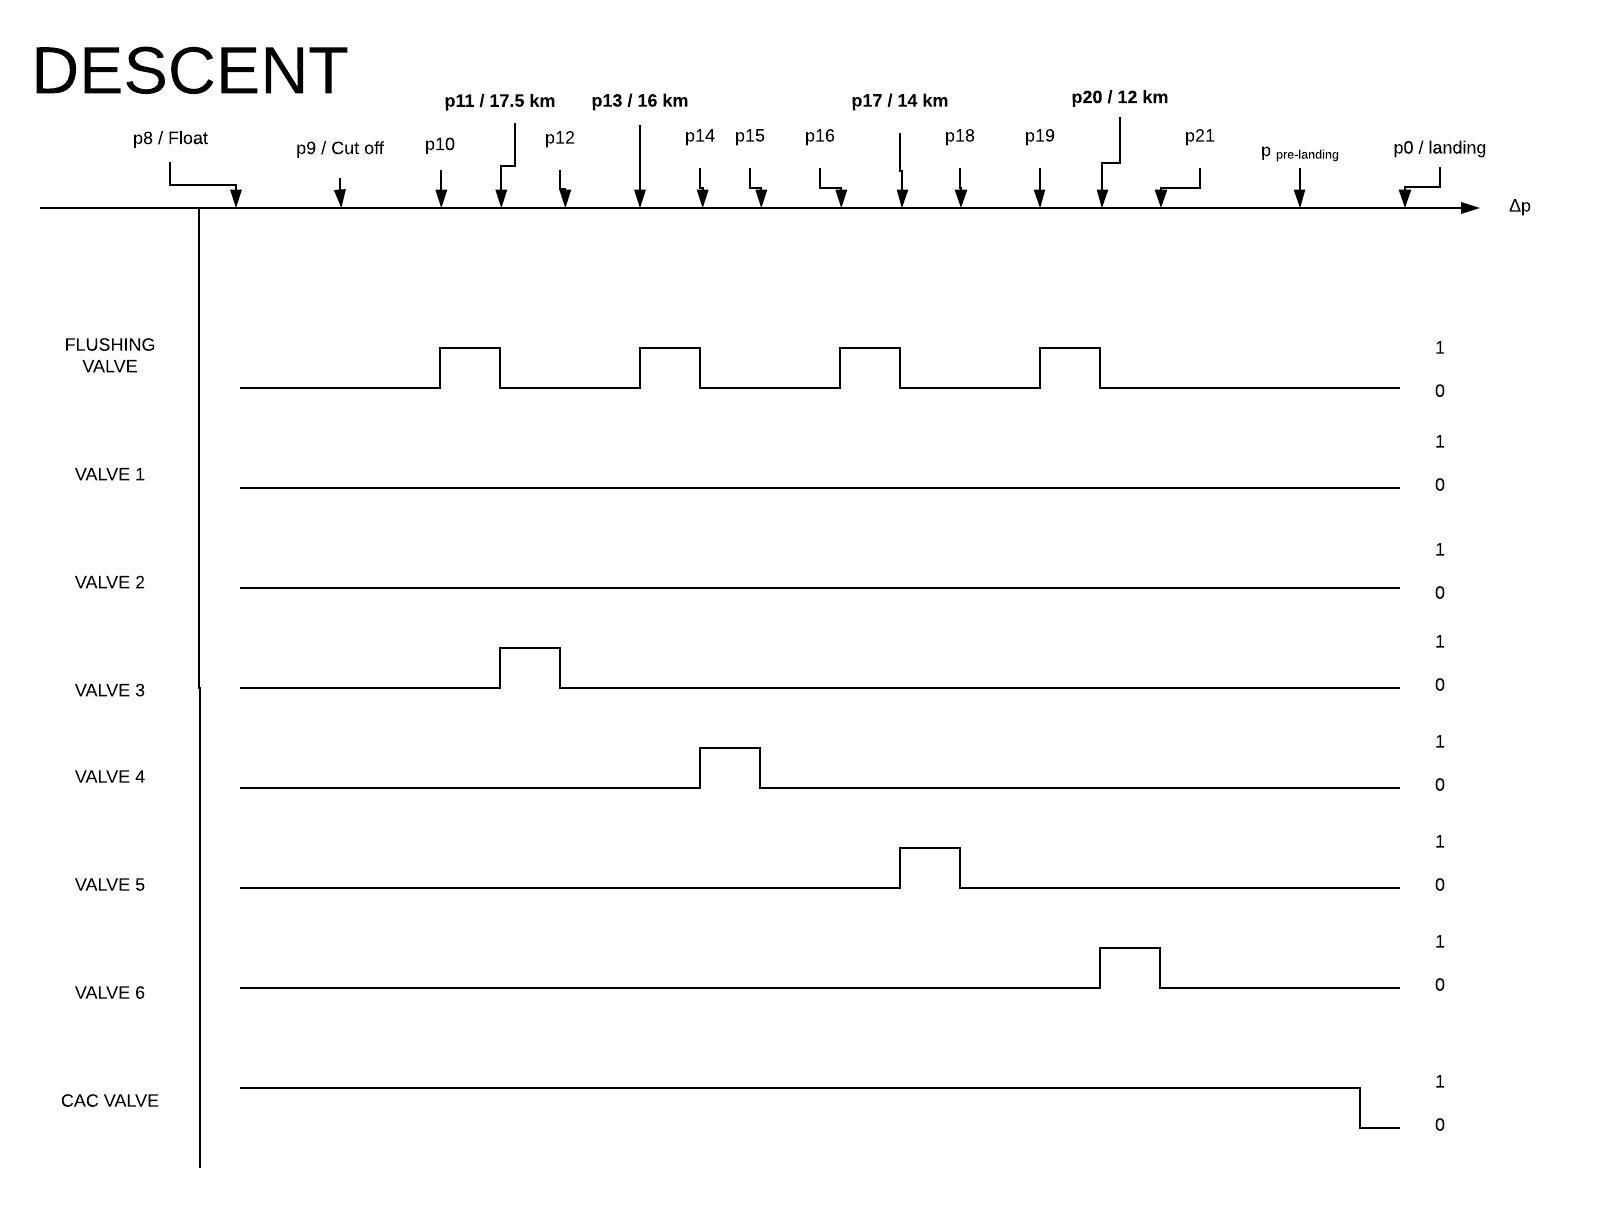 DESCENT
p11 / 17.5 km
p13 / 16 km
p17 / 14 km
p20 / 12 km
p8 / Float
p9 / Cut off
p10
p12
p14
p15
p16
p18
p19
p21
p pre-landing
p0 / landing
Δp
FLUSHING
VALVE
1
0
VALVE 1
1
0
VALVE 2
1
0
VALVE 3
1
0
VALVE 4
1
0
VALVE 5
1
0
VALVE 6
1
0
CAC VALVE
1
0